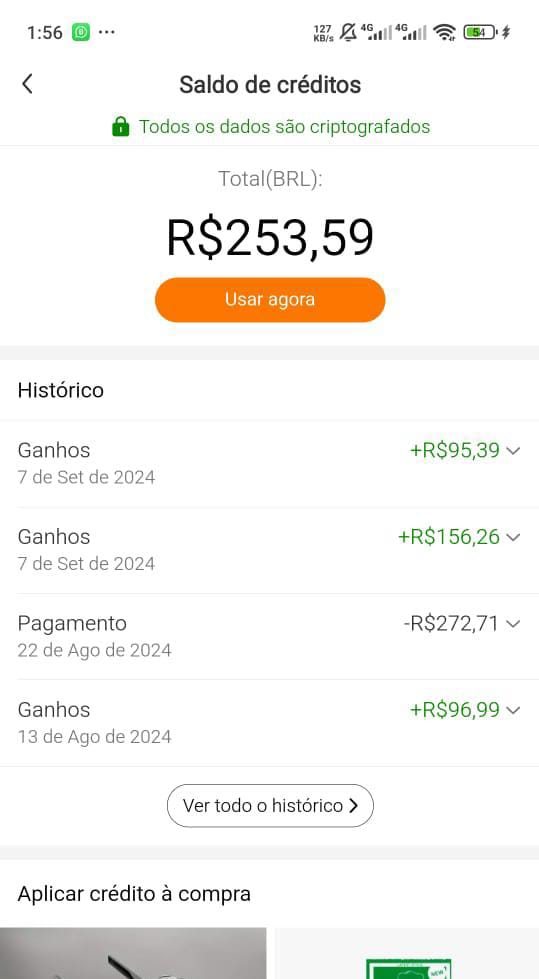 1:56
127
KB/s
4G
4G
54
Saldo de créditos
Todos os dados são criptografados
Total(BRL):
R$253,59
Usar agora
Histórico
Ganhos
+R$95,39
7 de Set de 2024
Ganhos
+R$156,26
7 de Set de 2024
Pagamento
-R$272,71
22 de Ago de 2024
Ganhos
+R$96,99
13 de Ago de 2024
Ver todo o histórico
Aplicar crédito à compra
NEW